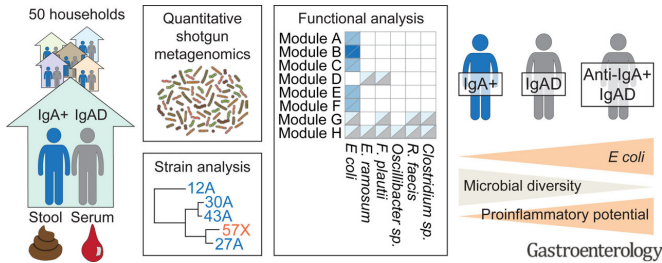 50 households
IgA+ IgAD
Stool Serum
Quantitative
shotgun
metagenomics
Strain analysis
12A
30A
43A
57X
27A
Functional analysis
Module A
Module B
Module C
Module D
Module E
Module F
Module G
Module H
E coli
E. ramosum
F. plautii
Oscillibacter sp.
R. faecis
Clostridium sp.
IgA+
IgAD
Anti-IgA+
IgAD
E coli
Microbial diversity
Proinflammatory potential
Gastroenterology